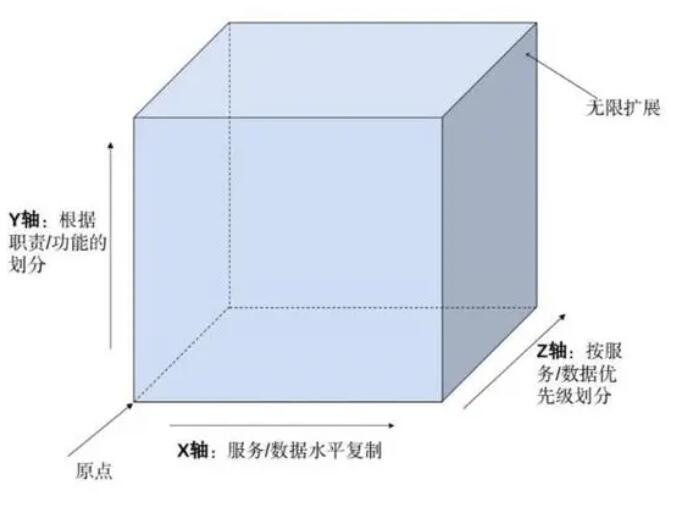 无限扩展
Y轴：根据
职责/功能的
划分
Z轴：按服
务/数据优
先级划分
X轴：服务/数据水平复制
原点